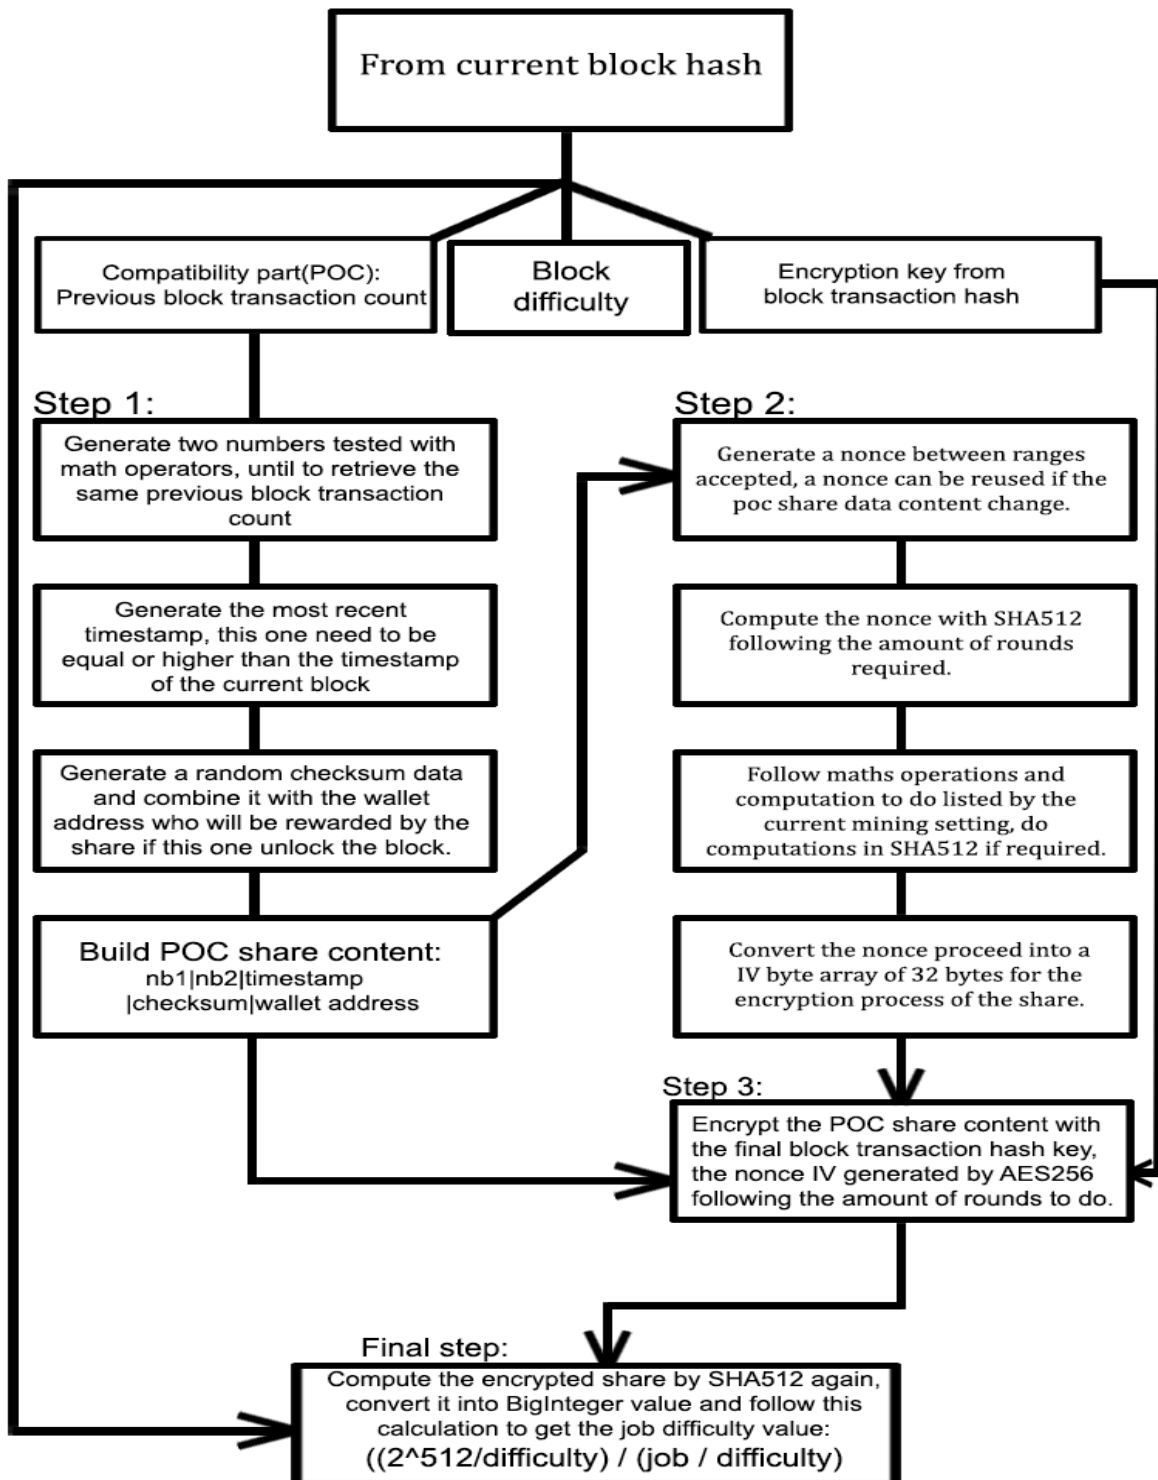 From current block hash
Compatibility part(POC):
Previous block transaction count
Block
difficulty
Encryption key from
block transaction hash
Step 1:
Generate two numbers tested with
math operators, until to retrieve the
same previous block transaction
count
Generate the most recent
timestamp, this one need to be
equal or higher than the timestamp
of the current block
Generate a random checksum data
and combine it with the wallet
address who will be rewarded by the
share if this one unlock the block.
Build POC share content:
nb1|nb2|timestamp
|checksum|wallet address
Step 2:
Generate a nonce between ranges
accepted, a nonce can be reused if the
poc share data content change.
Compute the nonce with SHA512
following the amount of rounds
required.
Follow maths operations and
computation to do listed by the
current mining setting, do
computations in SHA512 if required.
Convert the nonce proceed into a
IV byte array of 32 bytes for the
encryption process of the share.
Step 3:
Encrypt the POC share content with
the final block transaction hash key,
the nonce IV generated by AES256
following the amount of rounds to do.
Final step:
Compute the encrypted share by SHA512 again,
convert it into BigInteger value and follow this
calculation to get the job difficulty value:
((2^512/difficulty) / (job / difficulty)